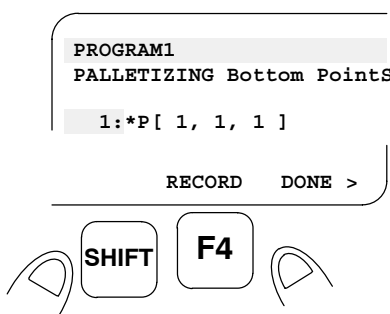 PROGRAM1
PALLETIZING Bottom PointS
1:*P[ 1, 1, 1 ]
RECORD DONE >
SHIFT F4